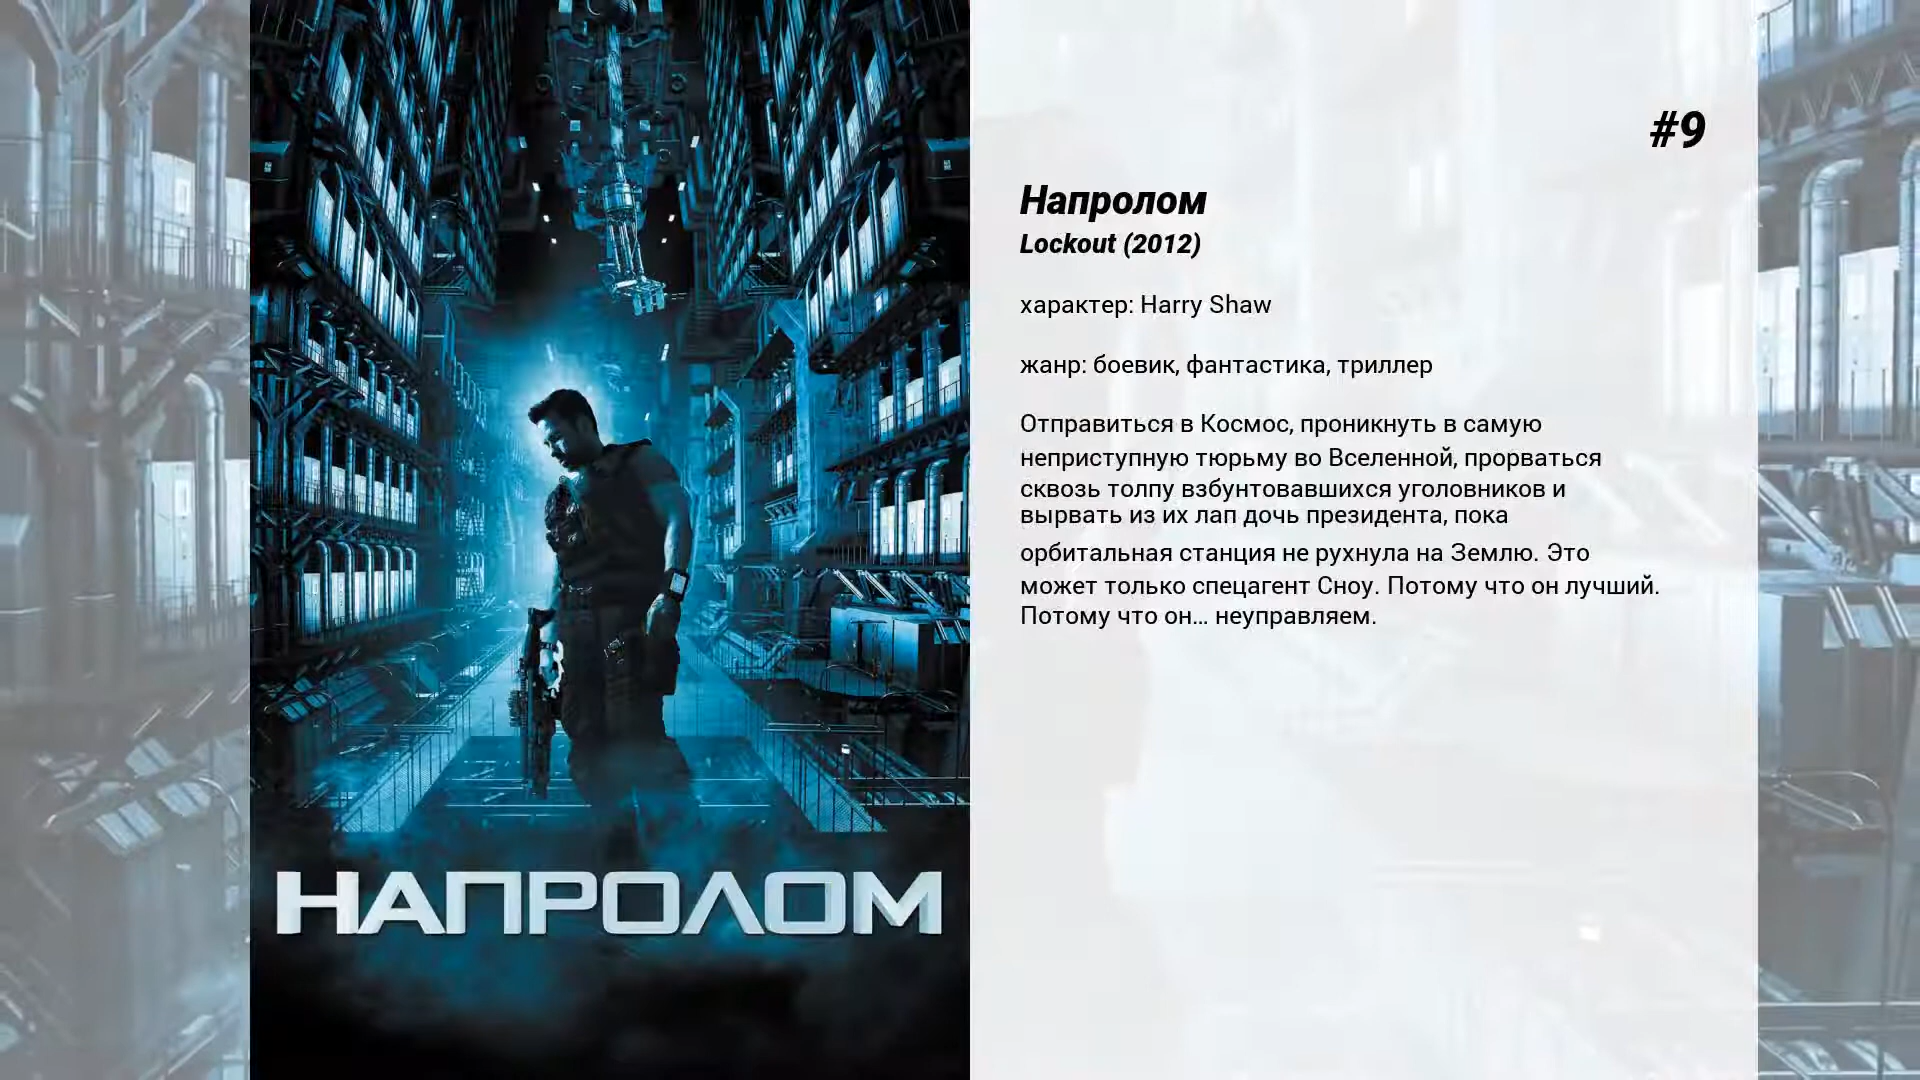 НАПРОЛОМ
#9
Напролом
Lockout (2012)
характер: Harry Shaw
жанр: боевик, фантастика, триллер
Отправиться в Космос, проникнуть в самую
неприступную тюрьму во Вселенной, прорваться
сквозь толпу взбунтовавшихся уголовников и
вырвать из их лап дочь президента, пока
орбитальная станция не рухнула на Землю. Это
может только спецагент Сноу. Потому что он лучший.
Потому что он... неуправляем.